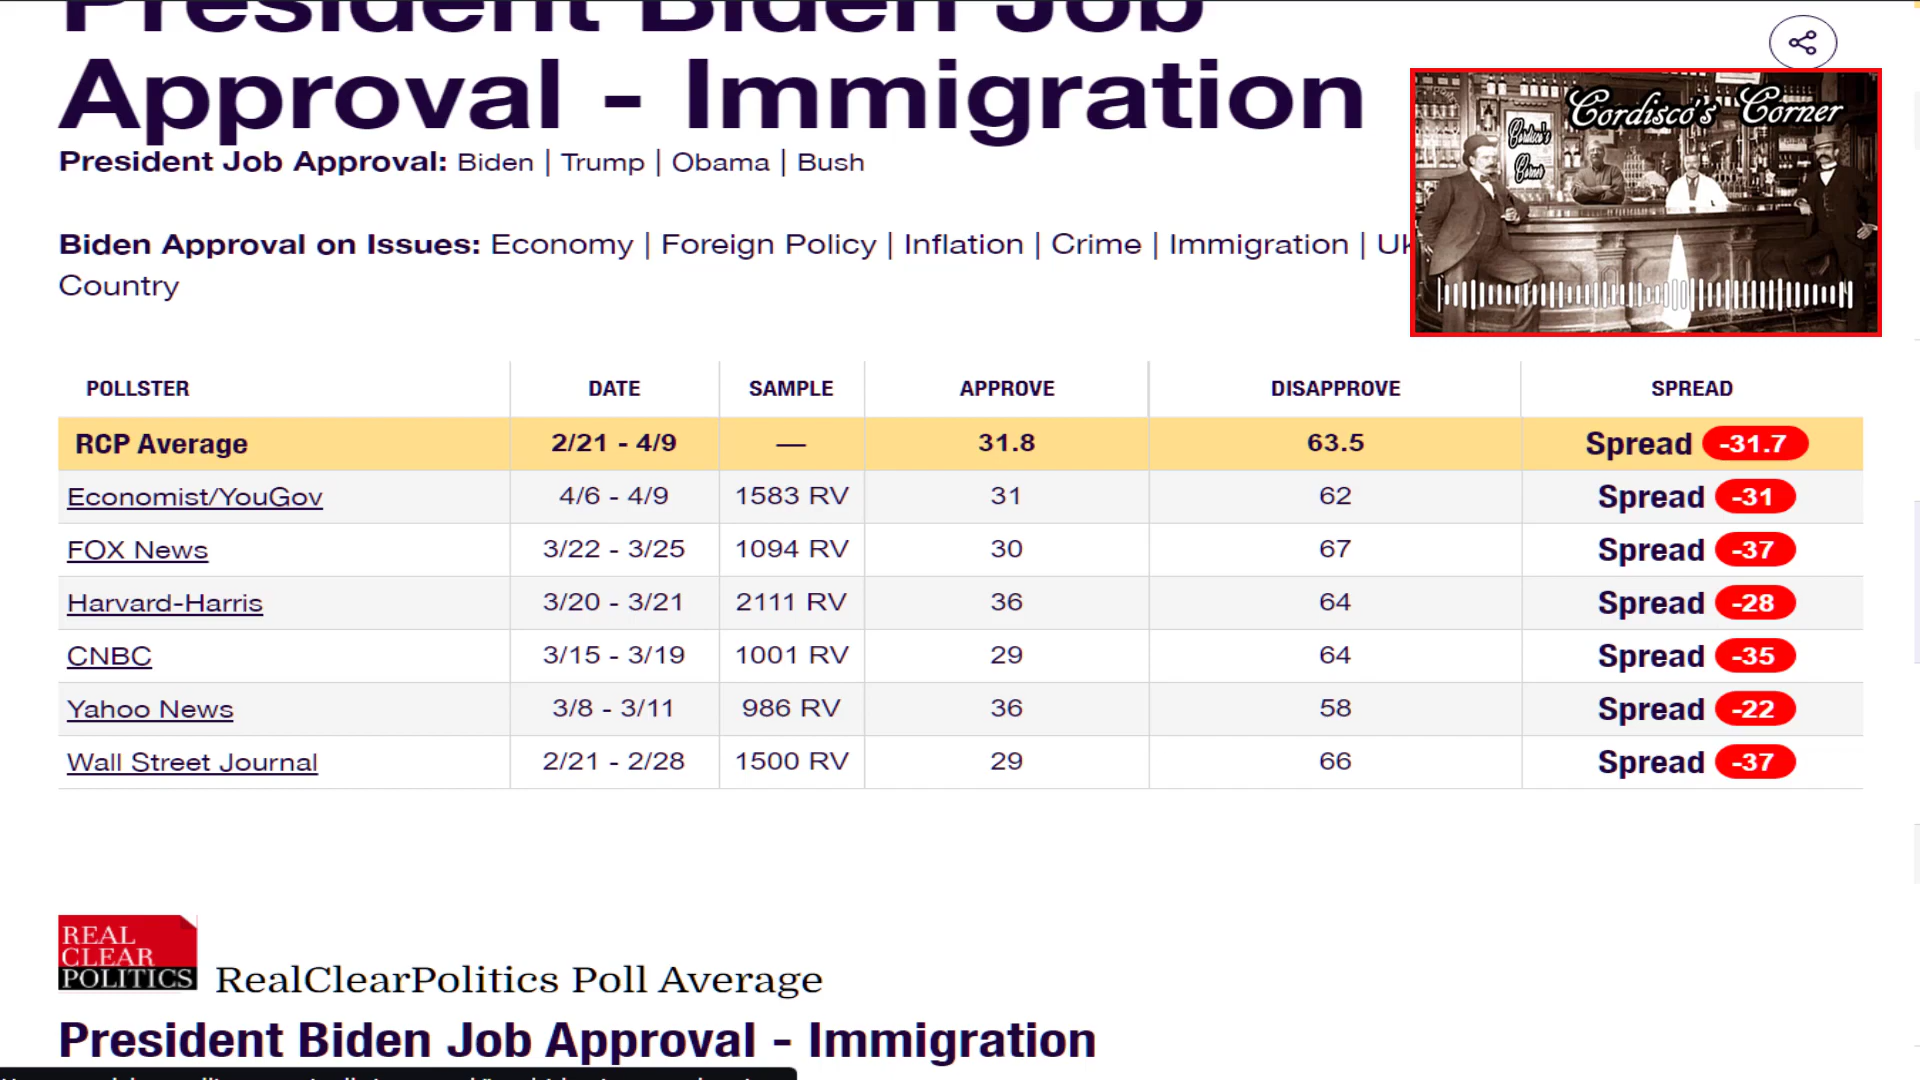 President Biden Job
Approval - Immigration
President Job Approval: Biden | Trump | Obama | Bush
Biden Approval on Issues: Economy | Foreign Policy | Inflation | Crime | Immigration |
Country
Cordisco's Corner
Cordisco's
Corner
POLLSTER DATE SAMPLE APPROVE DISAPPROVE SPREAD
RCP Average 2/21 - 4/9 — 31.8 63.5 Spread -31.7
Economist/YouGov 4/6 - 4/9 1583 RV 31 62 Spread -31
FOX News 3/22 - 3/25 1094 RV 30 67 Spread -37
Harvard-Harris 3/20 - 3/21 2111 RV 36 64 Spread -28
CNBC 3/15 - 3/19 1001 RV 29 64 Spread -35
Yahoo News 3/8 - 3/11 986 RV 36 58 Spread -22
Wall Street Journal 2/21 - 2/28 1500 RV 29 66 Spread -37
REAL
CLEAR
POLITICS
RealClearPolitics Poll Average
President Biden Job Approval - Immigration